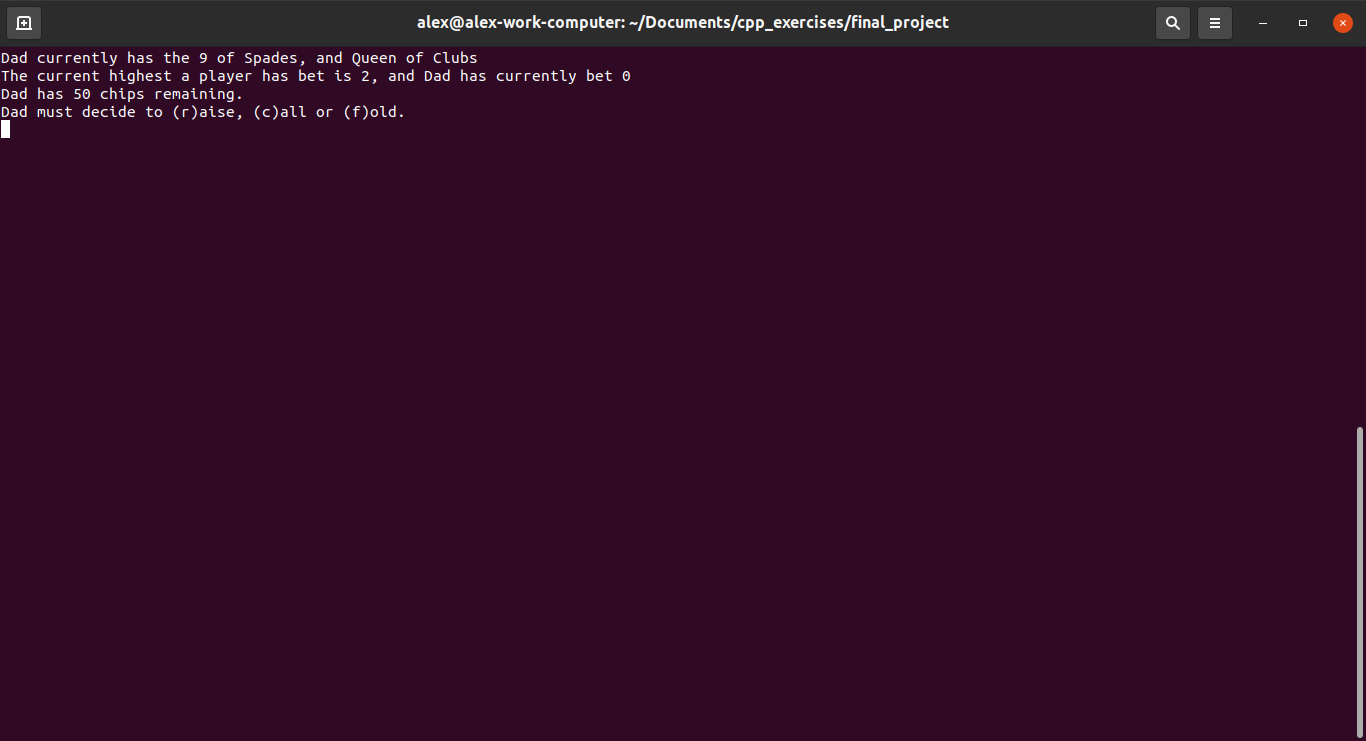 alex@alex-work-computer: ~/Documents/cpp_exercises/final_project
Dad currently has the 9 of Spades, and Queen of Clubs
The current highest a player has bet is 2, and Dad has currently bet 0
Dad has 50 chips remaining.
Dad must decide to (r)aise, (c)all or (f)old.